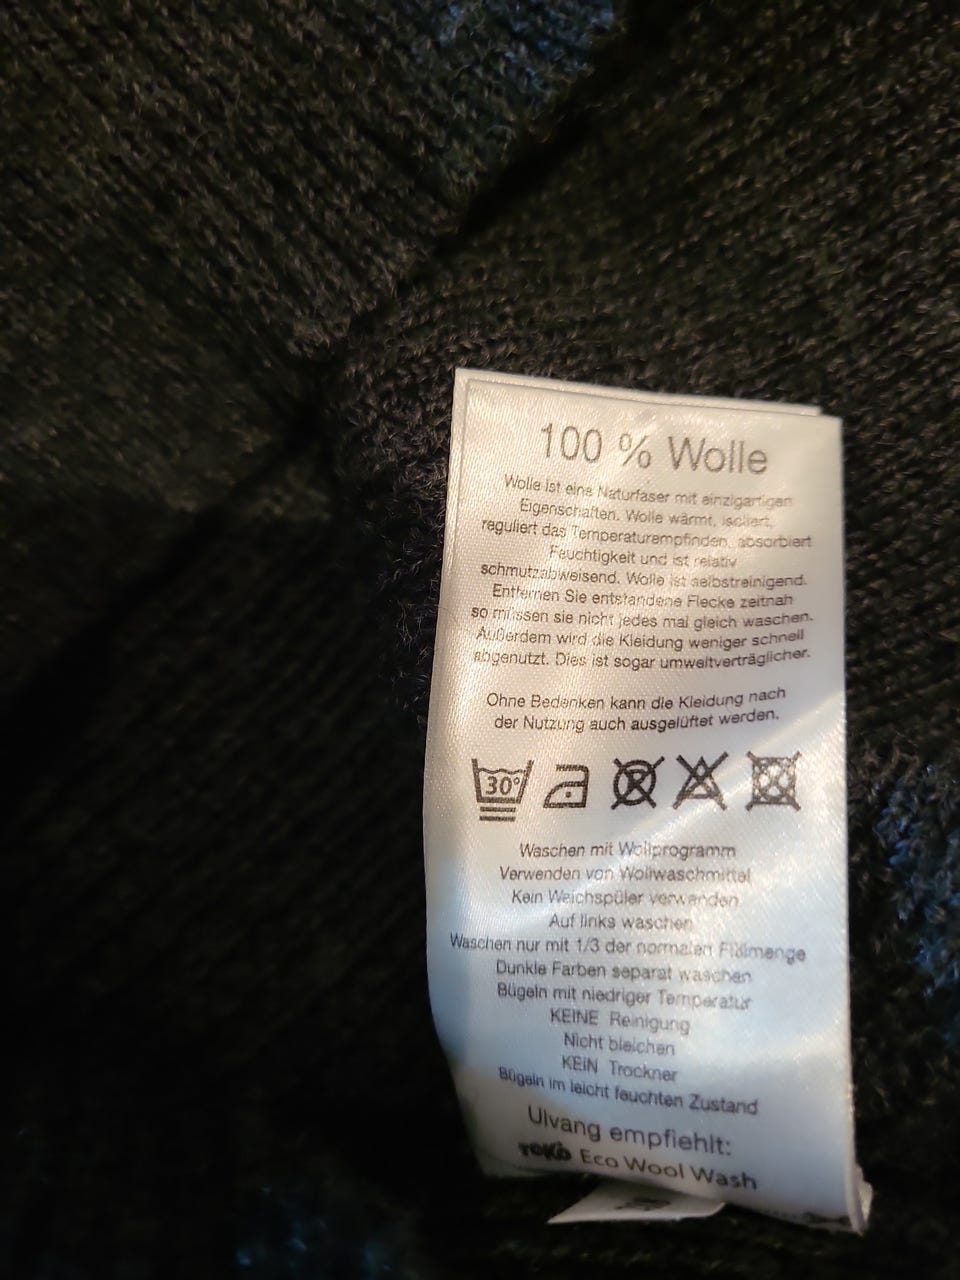 100 % Wolle
Wolle ist eine Naturfaser mit einzigartigen
Eigenschaften. Wolle wärmt, isoliert,
reguliert das Temperaturempfinden, absorbiert
Feuchtigkeit und ist relativ
schmutzabweisend. Wolle ist selbstreinigend.
Entfernen Sie entstandene Flecke zeitnah
so müssen sie nicht jedes mal gleich waschen.
Außerdem wird die Kleidung weniger schnell
abgenutzt. Dies ist sogar umweltverträglicher.
Ohne Bedenken kann die Kleidung nach
der Nutzung auch ausgelüftet werden.
30°
Waschen mit Wollprogramm
Verwenden von Wollwaschmittel
Kein Weichspüler verwenden
Auf links waschen
Waschen nur mit 1/3 der normalen Füllmenge
Dunkle Farben separat waschen
Bügeln mit niedriger Temperatur
KEINE Reinigung
Nicht bleichen
KEIN Trockner
Bügeln im leicht feuchten Zustand
Ulvang empfiehlt:
TOKO Eco Wool Wash